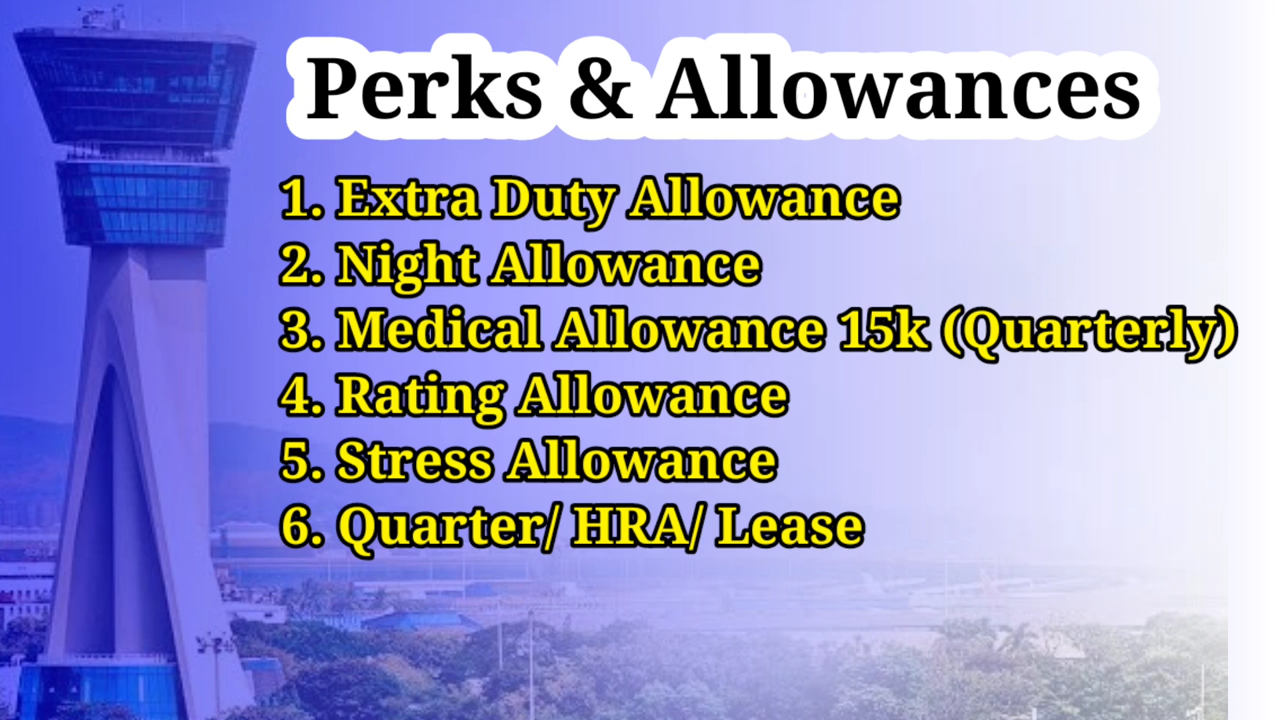 Perks & Allowances
1. Extra Duty Allowance
2. Night Allowance
3. Medical Allowance 15k (Quarterly)
4. Rating Allowance
5. Stress Allowance
6. Quarter/ HRA/ Lease